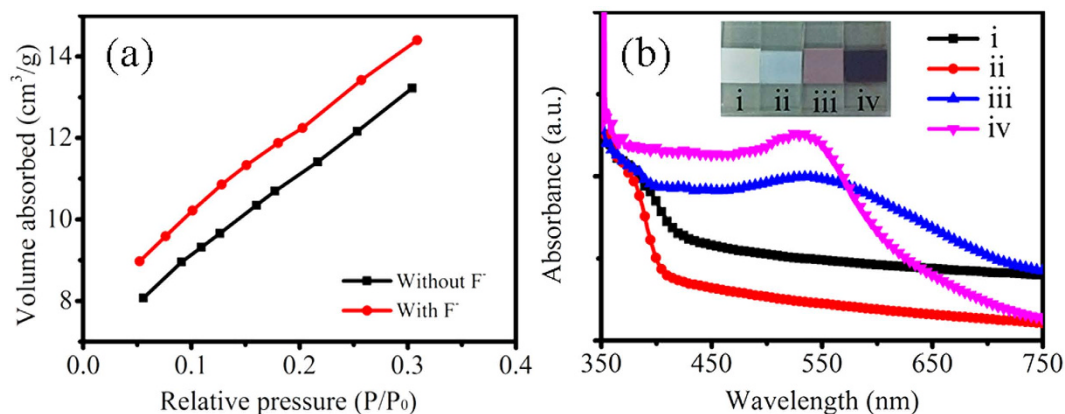 (a)
Volume absorbed (cm³/g)
14
12
10
8
Without F⁻
With F⁻
0.0 0.1 0.2 0.3 0.4
Relative pressure (P/P₀)
(b)
Absorbance (a.u.)
i ii iii iv
i
ii
iii
iv
350 450 550 650 750
Wavelength (nm)